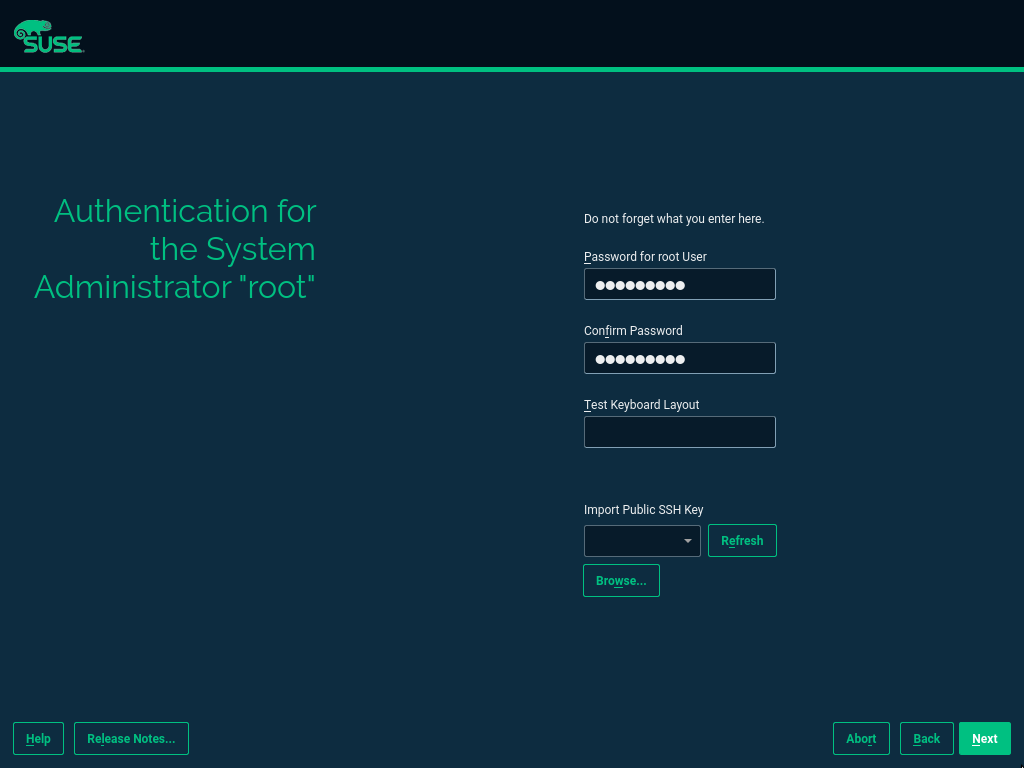 SUSE
Authentication for
the System
Administrator "root"
Do not forget what you enter here.
Password for root User
●●●●●●●●●
Confirm Password
●●●●●●●●●
Test Keyboard Layout
Import Public SSH Key
Refresh
Browse...
Help
Release Notes...
Abort
Back
Next